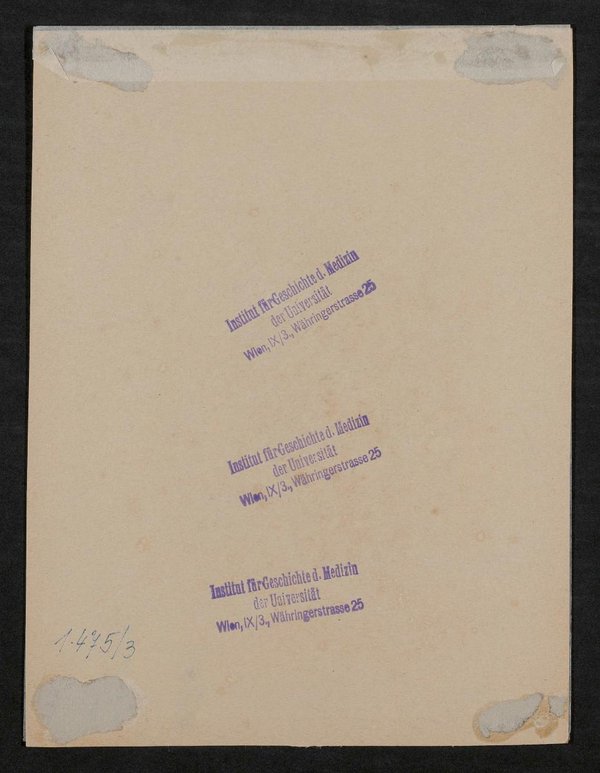 Institut für Geschichte d. Medizin
der Universität
Wien, IX/3., Währingerstrasse 25
Institut für Geschichte d. Medizin
der Universität
Wien, IX/3., Währingerstrasse 25
Institut für Geschichte d. Medizin
der Universität
Wien, IX/3., Währingerstrasse 25
1.475/3